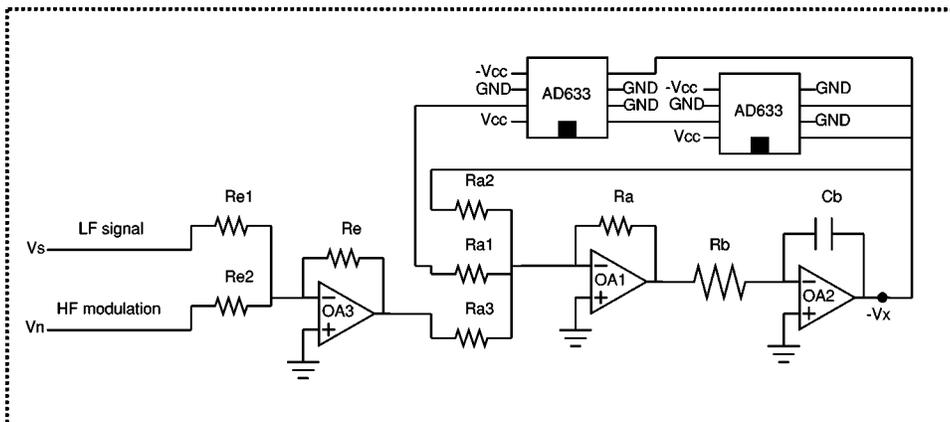 -Vcc
GND
Vcc
AD633
GND
GND
-Vcc
GND
Vcc
AD633
GND
GND
Ra2
Re1
LF signal
Vs
Re
Ra1
Ra
Rb
Cb
Re2
HF modulation
Vn
OA3
Ra3
OA1
OA2
-Vx
− +
− +
− +